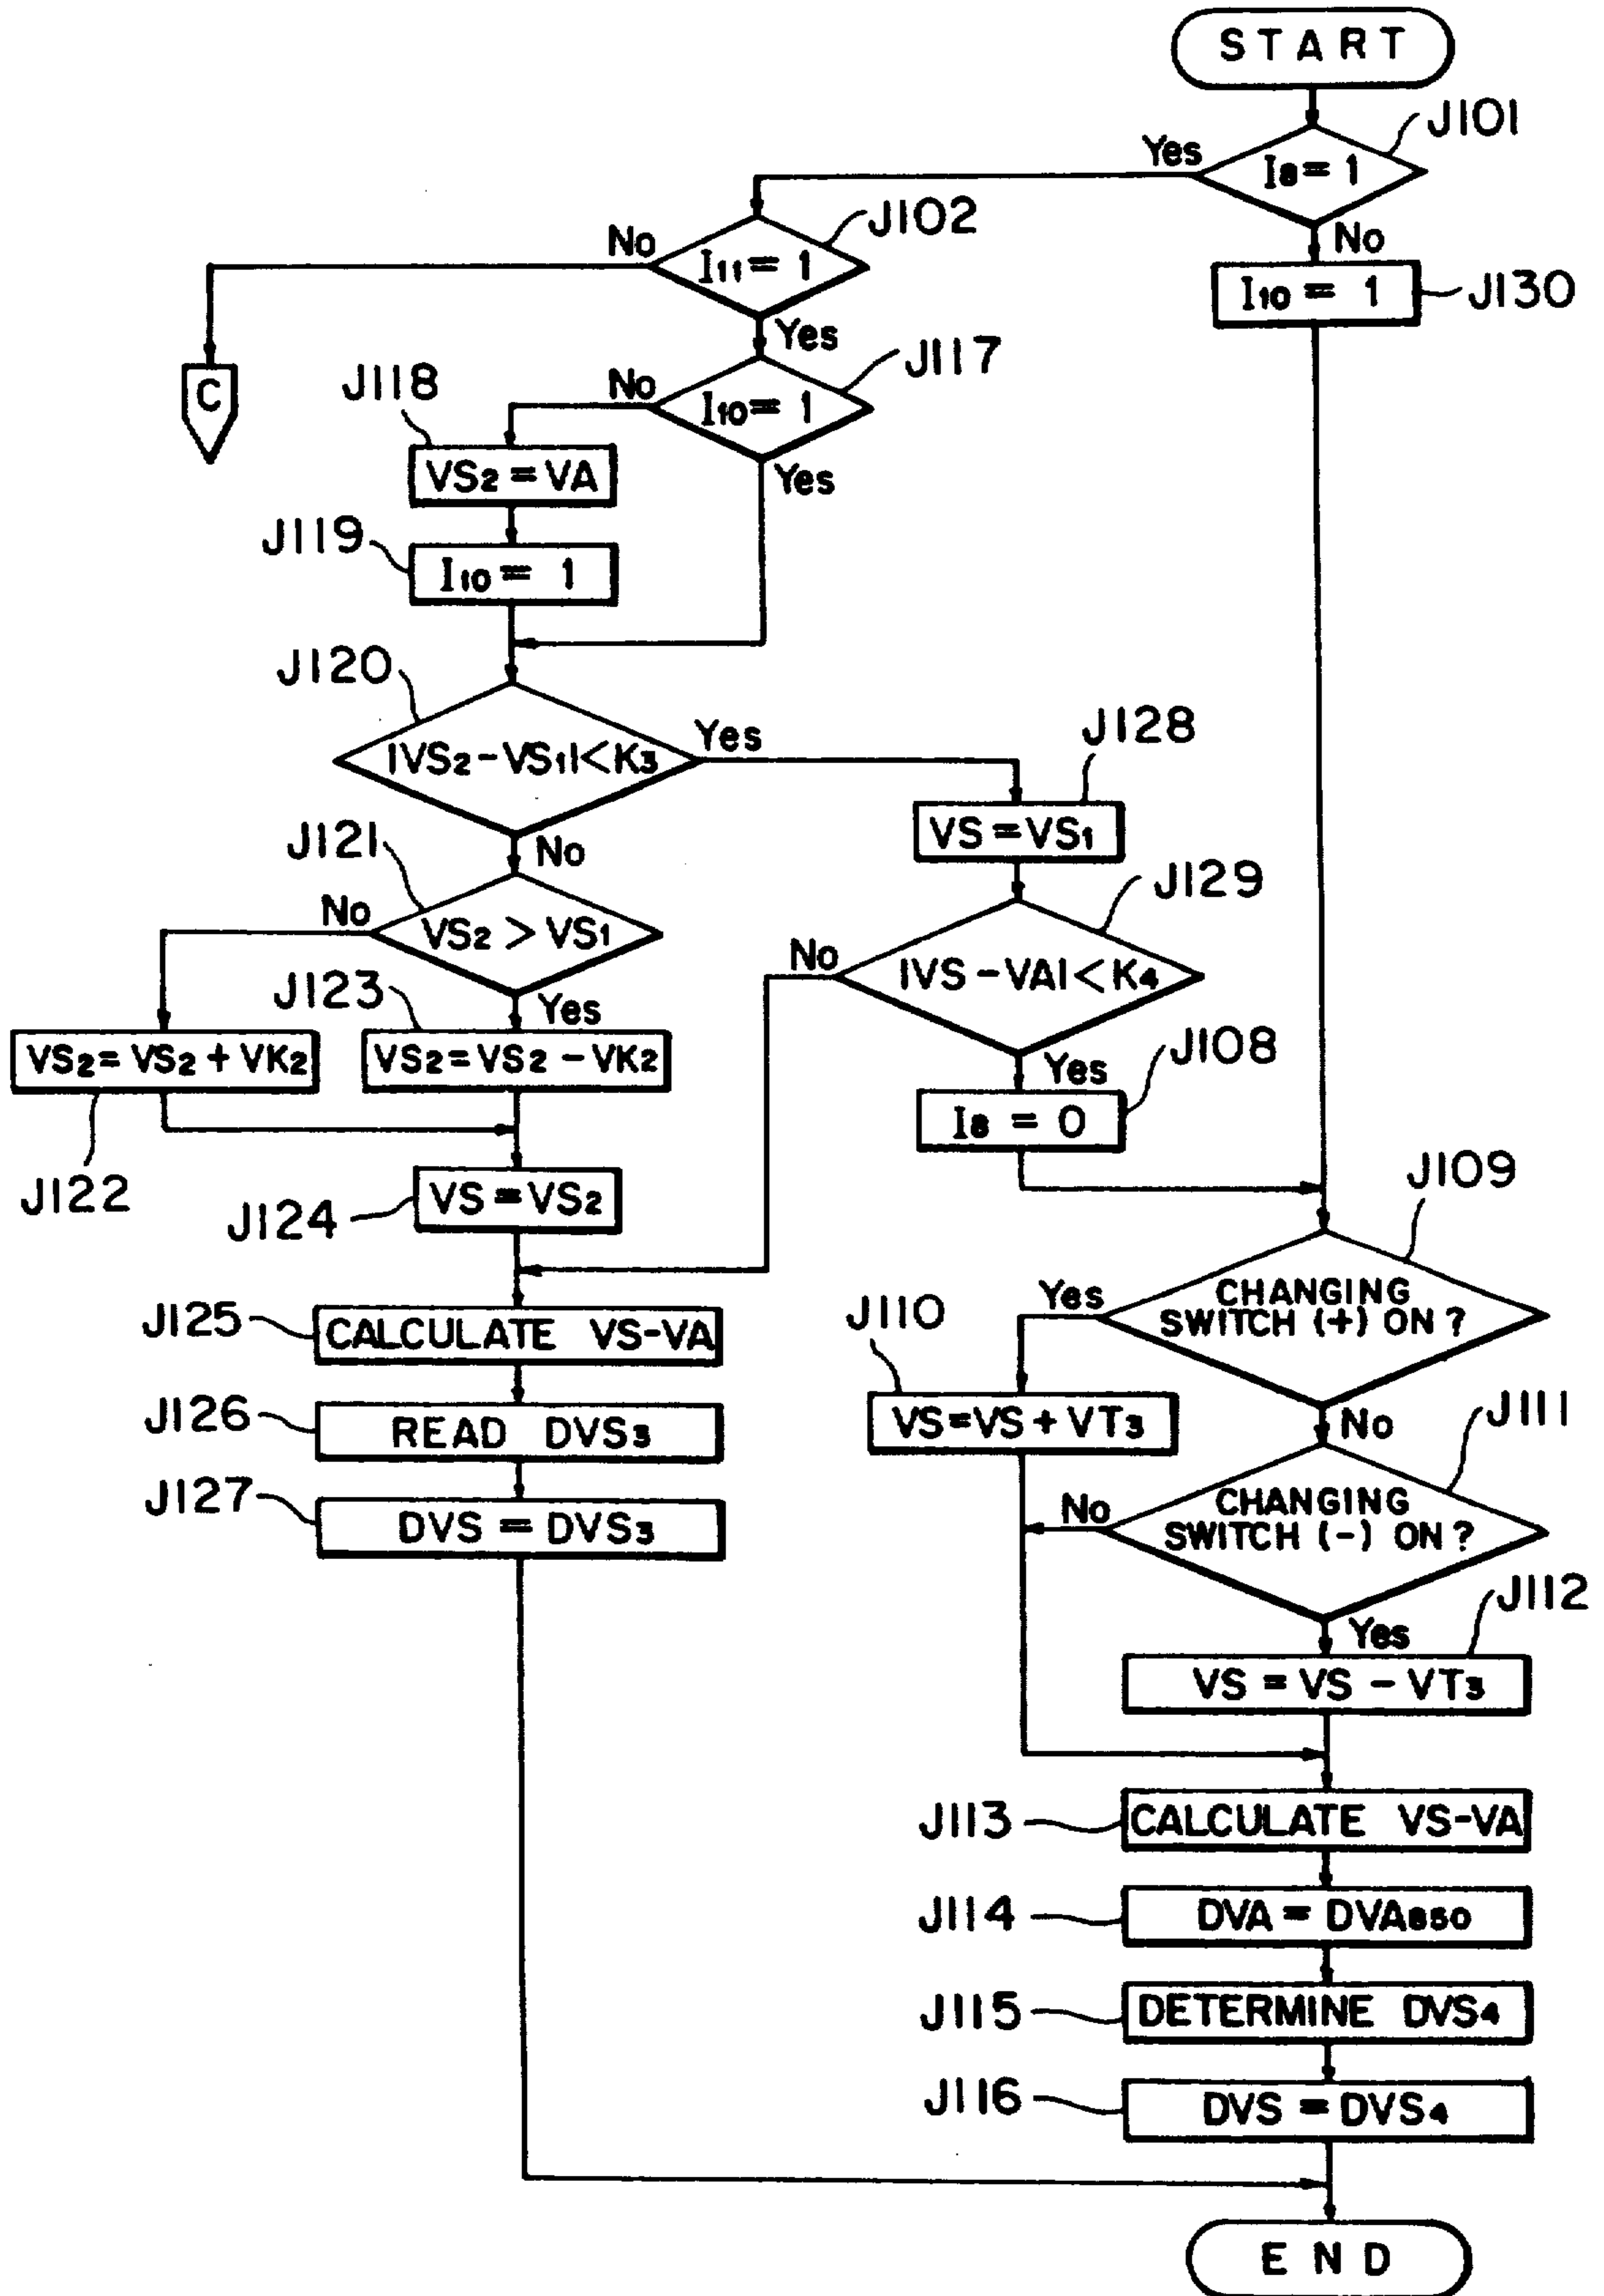 START
J101
Yes
I8 = 1
No
J102
No
I11 = 1
I10 = 1
J130
Yes
C
J117
J118
No
I10 = 1
VS2 = VA
Yes
J119
I10 = 1
J120
|VS2-VS1|<K3
Yes
J128
VS = VS1
No
J121
No
VS2 > VS1
J129
No
|VS-VA|<K4
J123
Yes
VS2 = VS2 + VK2
VS2 = VS2 - VK2
J108
Yes
I8 = 0
J122
J124
VS = VS2
J109
CHANGING
SWITCH (+) ON ?
Yes
J110
J125
CALCULATE VS-VA
VS = VS + VT3
No
J111
J126
READ DVS3
J127
DVS = DVS3
CHANGING
SWITCH (-) ON ?
No
J112
Yes
VS = VS - VT3
J113
CALCULATE VS-VA
J114
DVA = DVA850
J115
DETERMINE DVS4
J116
DVS = DVS4
END